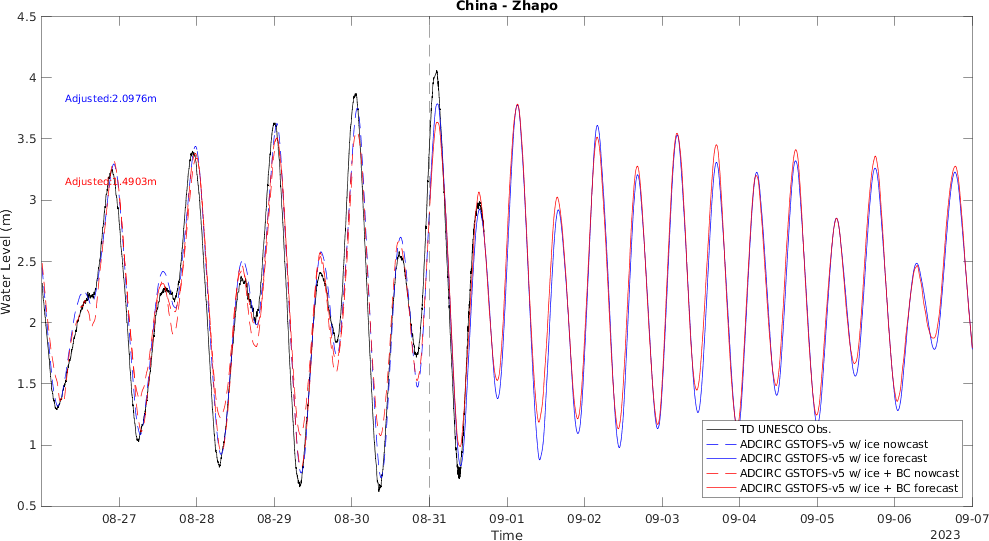 China - Zhapo
4.5
4
3.5
3
2.5
2
1.5
1
0.5
Water Level (m)
Adjusted:2.0976m
Adjusted:1.4903m
TD UNESCO Obs.
ADCIRC GSTOFS-v5 w/ ice nowcast
ADCIRC GSTOFS-v5 w/ ice forecast
ADCIRC GSTOFS-v5 w/ ice + BC nowcast
ADCIRC GSTOFS-v5 w/ ice + BC forecast
08-27 08-28 08-29 08-30 08-31 09-01 09-02 09-03 09-04 09-05 09-06 09-07
Time
2023